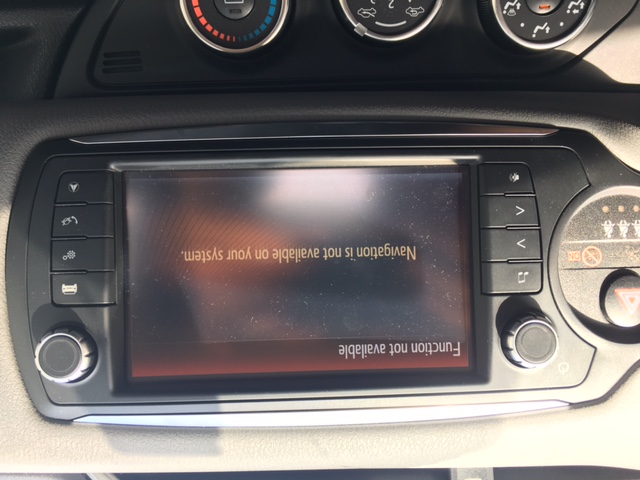 Function not available
Navigation is not available on your system.